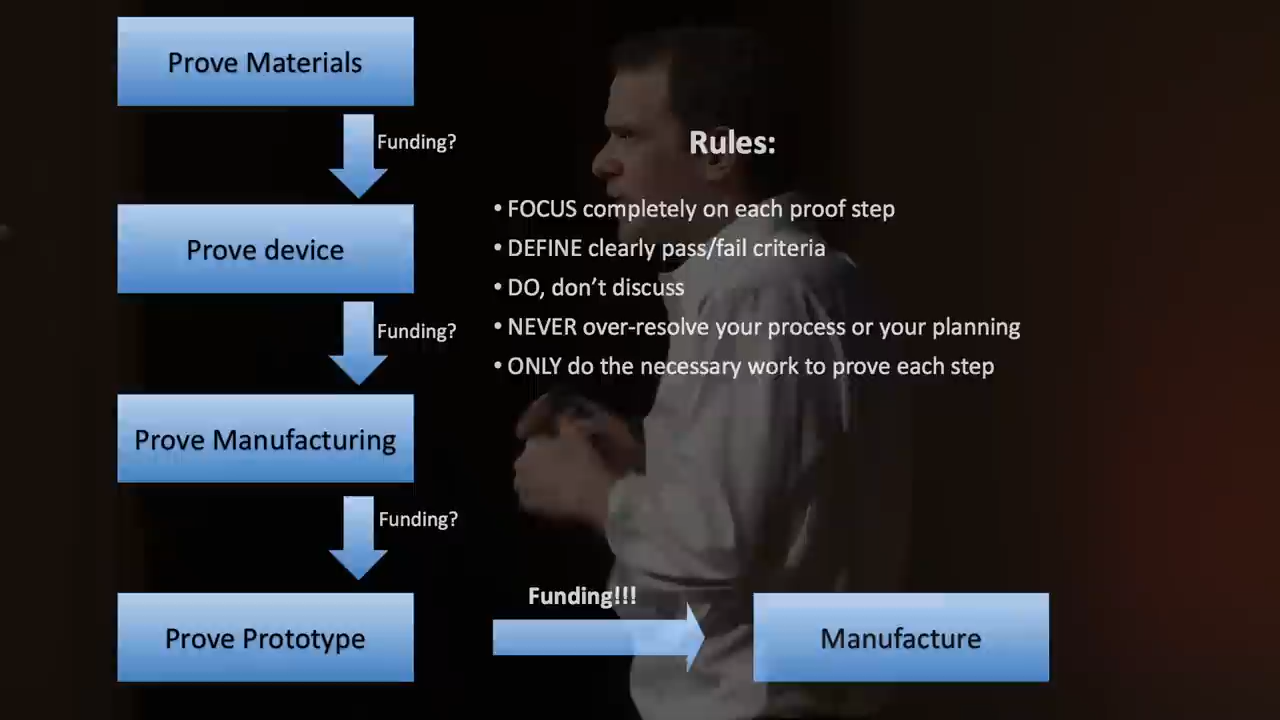 Prove Materials
Funding?
Rules:
• FOCUS completely on each proof step
Prove device
• DEFINE clearly pass/fail criteria
• DO, don't discuss
Funding?
• NEVER over-resolve your process or your planning
• ONLY do the necessary work to prove each step
Prove Manufacturing
Funding?
Funding!!!
Prove Prototype
Manufacture